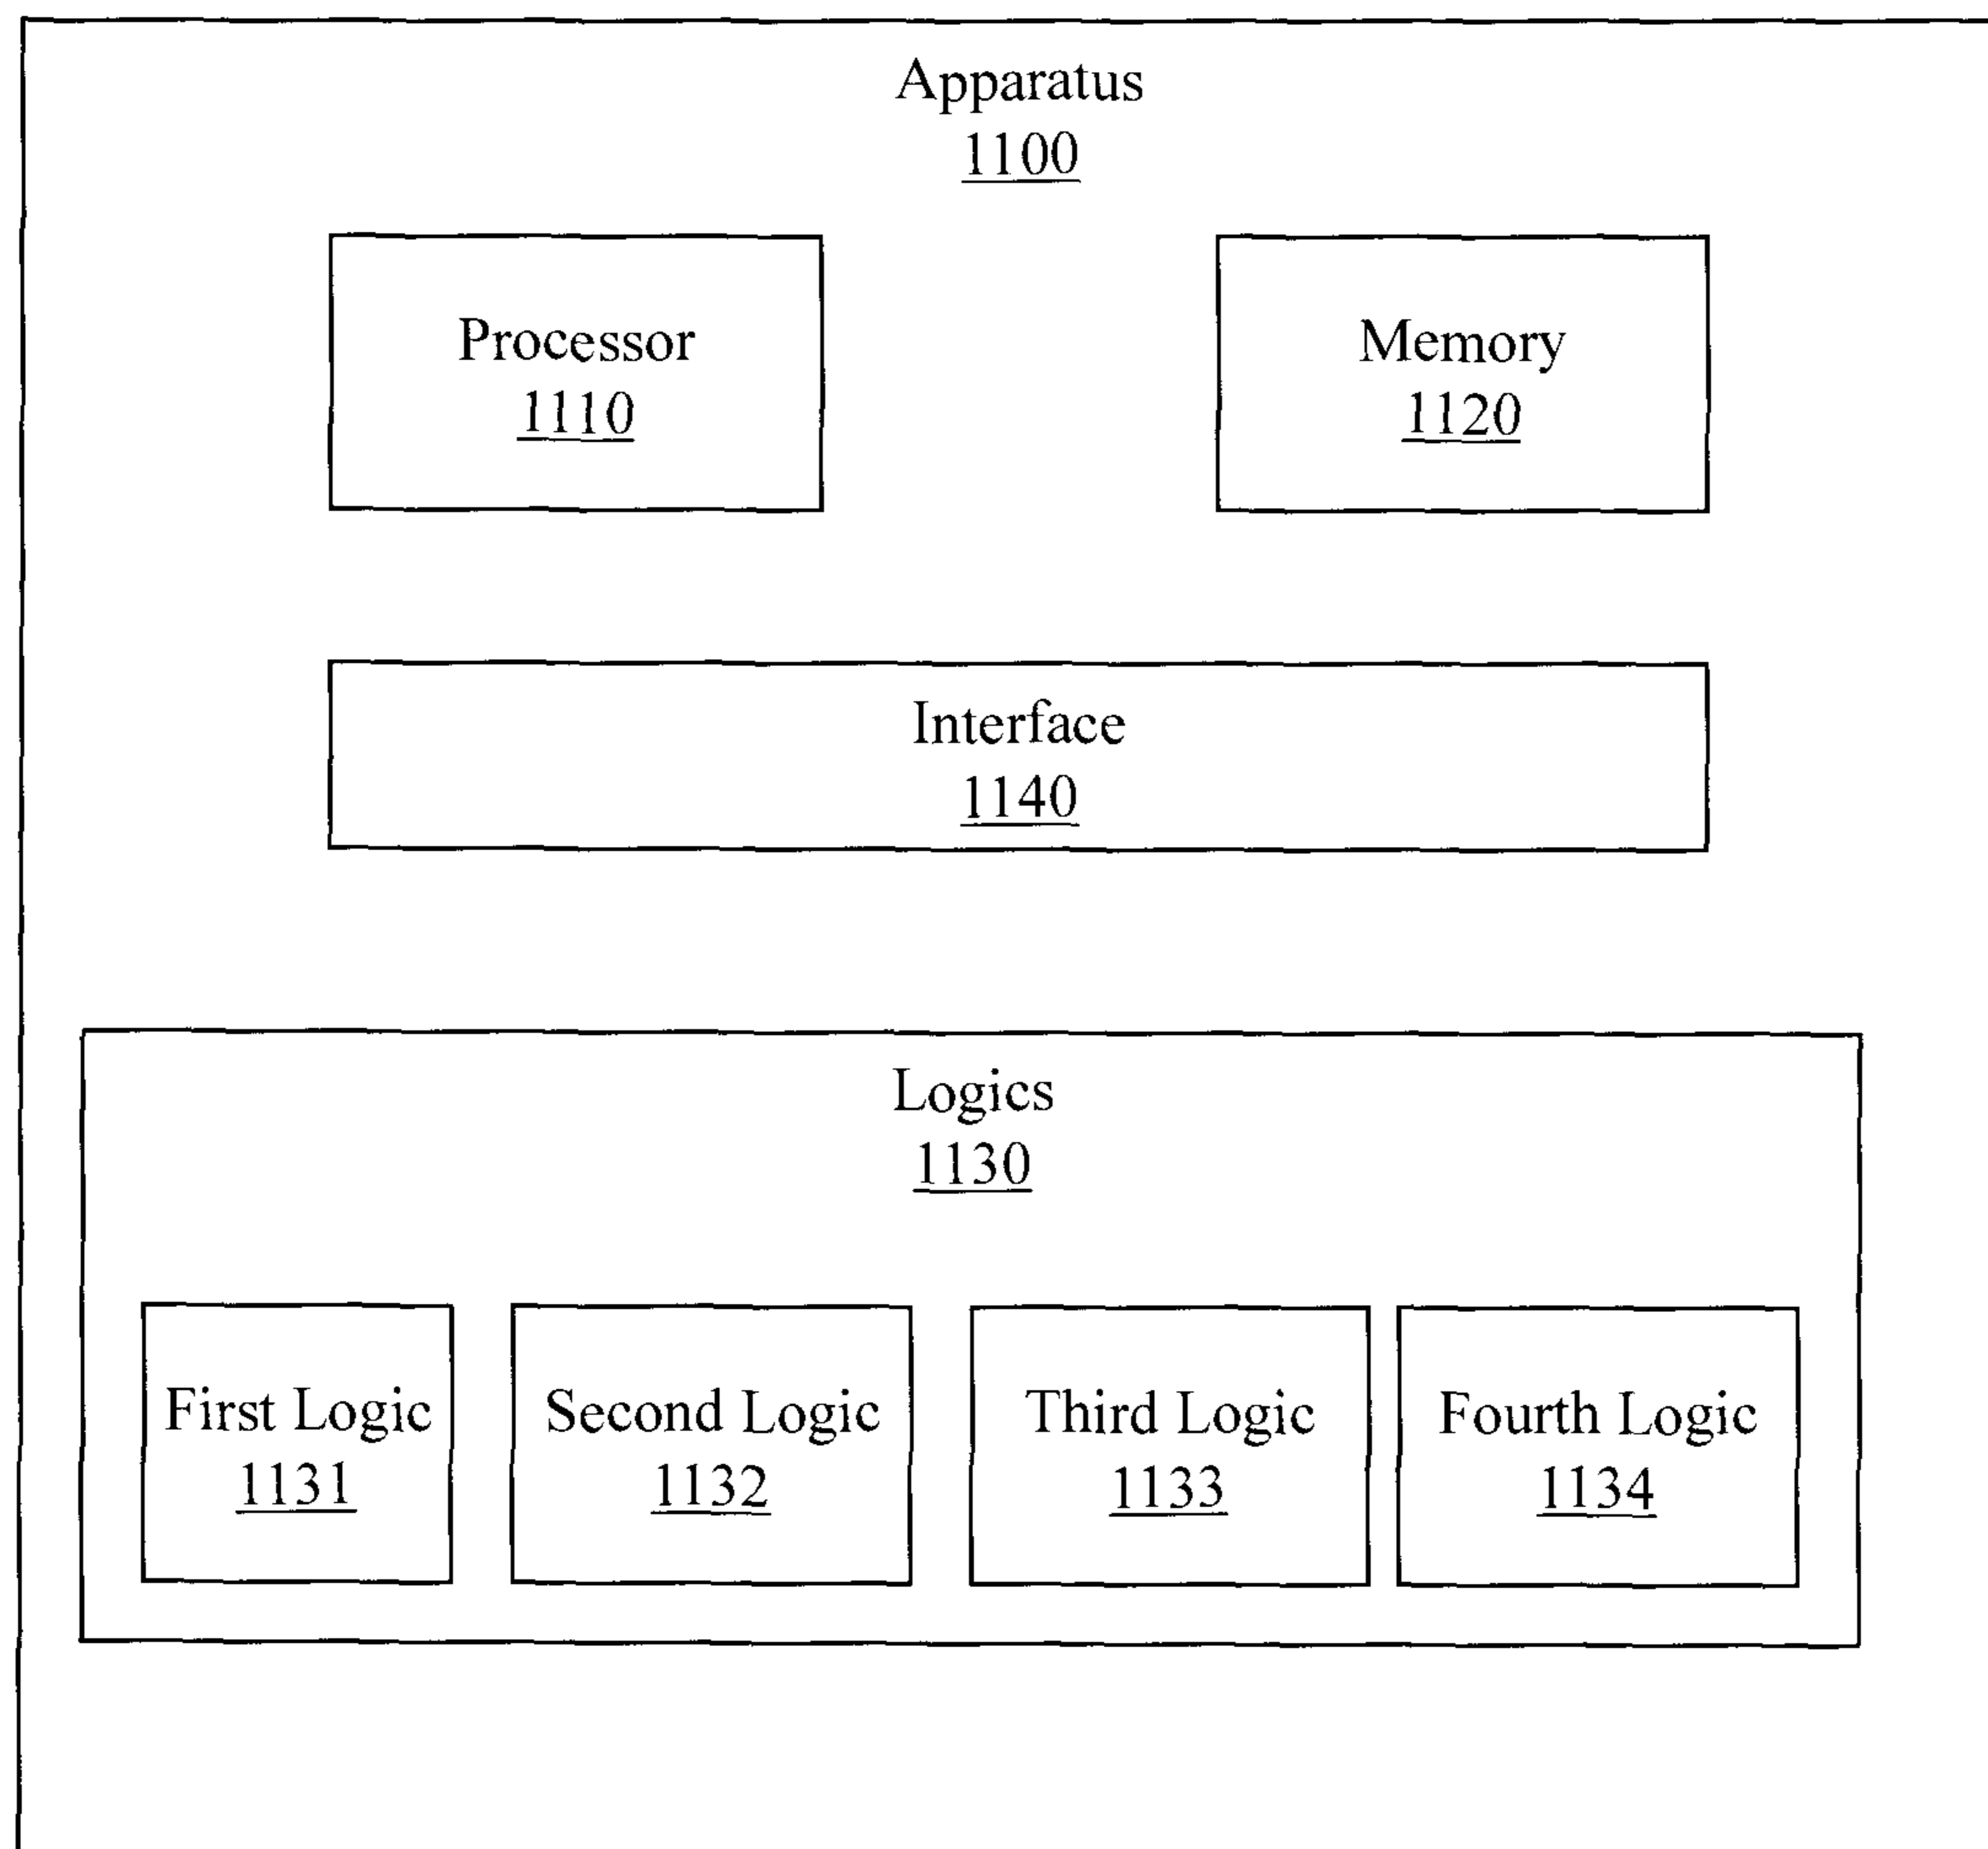 Apparatus
1100
Processor
1110
Memory
1120
Interface
1140
Logics
1130
First Logic
1131
Second Logic
1132
Third Logic
1133
Fourth Logic
1134